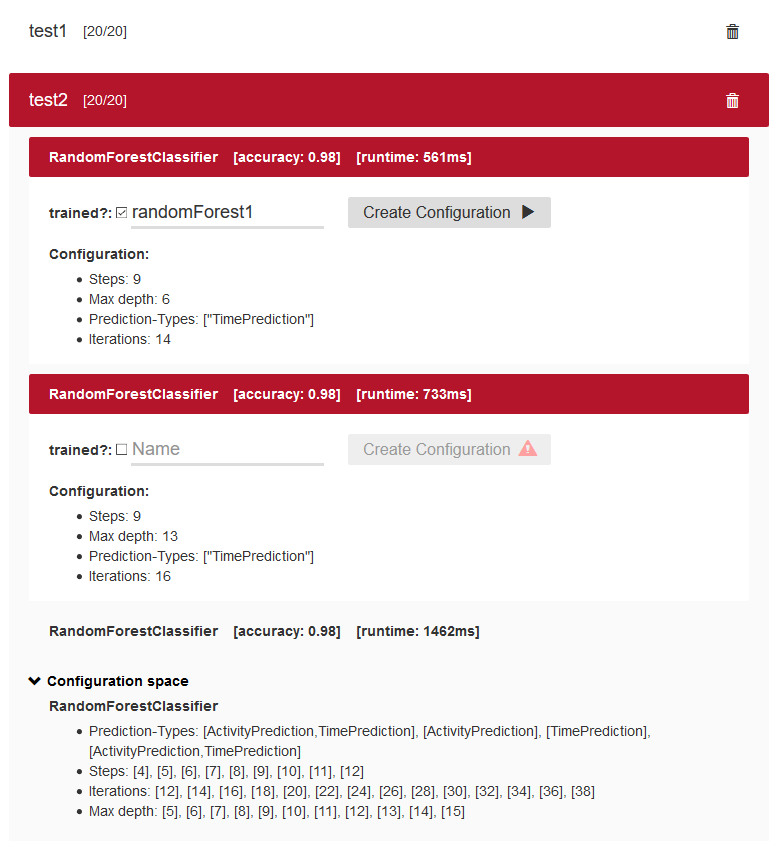 test1 [20/20]
test2 [20/20]
RandomForestClassifier [accuracy: 0.98] [runtime: 561ms]
trained?: randomForest1 Create Configuration
Configuration:
Steps: 9
Max depth: 6
Prediction-Types: ["TimePrediction"]
Iterations: 14
RandomForestClassifier [accuracy: 0.98] [runtime: 733ms]
trained?: Name Create Configuration
Configuration:
Steps: 9
Max depth: 13
Prediction-Types: ["TimePrediction"]
Iterations: 16
RandomForestClassifier [accuracy: 0.98] [runtime: 1462ms]
Configuration space
RandomForestClassifier
Prediction-Types: [ActivityPrediction,TimePrediction], [ActivityPrediction], [TimePrediction],
[ActivityPrediction,TimePrediction]
Steps: [4], [5], [6], [7], [8], [9], [10], [11], [12]
Iterations: [12], [14], [16], [18], [20], [22], [24], [26], [28], [30], [32], [34], [36], [38]
Max depth: [5], [6], [7], [8], [9], [10], [11], [12], [13], [14], [15]